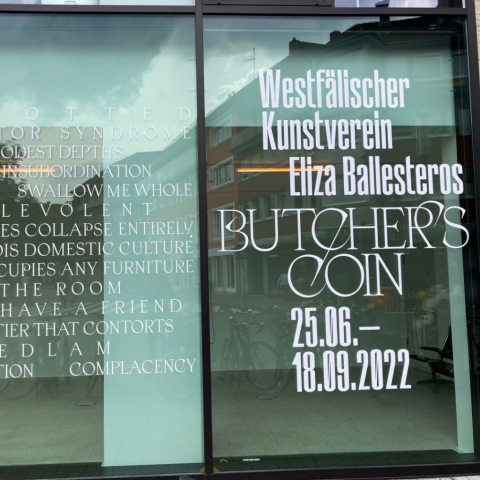 OTTED
TOR SYNDROME
ODEST DEPTHS
INSUBORDINATION
SWALLOW ME WHOLE
LEVOLENT
ES COLLAPSE ENTIRELY,
OIS DOMESTIC CULTURE
CCUPIES ANY FURNITURE
THE ROOM
HAVE A FRIEND
TIER THAT CONTORTS
EDLAM
TION COMPLACENCY
Westfälischer
Kunstverein
Eliza Ballesteros
BUTCHER'S
COIN
25.06.—
18.09.2022